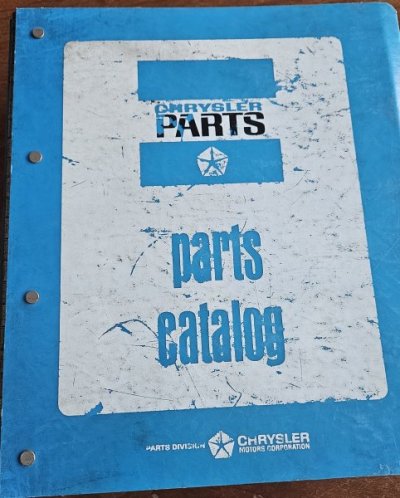 CHRYSLER
PARTS
parts
catalog
PARTS DIVISION CHRYSLER
MOTORS CORPORATION